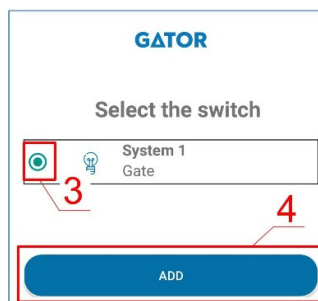 GATOR
Select the switch
System 1
Gate
3
4
ADD